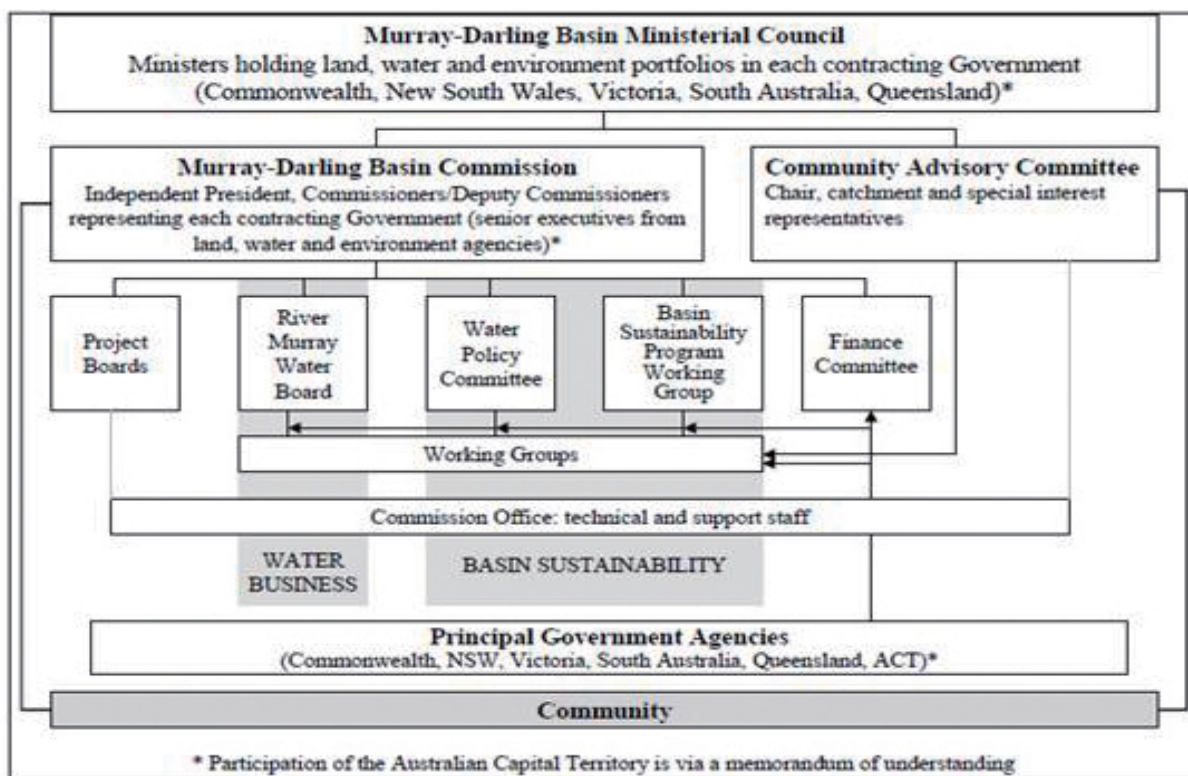 Murray-Darling Basin Ministerial Council
Ministers holding land, water and environment portfolios in each contracting Government
(Commonwealth, New South Wales, Victoria, South Australia, Queensland)*
Murray-Darling Basin Commission
Independent President, Commissioners/Deputy Commissioners
representing each contracting Government (senior executives from
land, water and environment agencies)*
Community Advisory Committee
Chair, catchment and special interest
representatives
Project
Boards
River
Murray
Water
Board
Water
Policy
Committee
Basin
Sustainability
Program
Working
Group
Finance
Committee
Working Groups
Commission Office: technical and support staff
WATER
BUSINESS
BASIN SUSTAINABILITY
Principal Government Agencies
(Commonwealth, NSW, Victoria, South Australia, Queensland, ACT)*
Community
* Participation of the Australian Capital Territory is via a memorandum of understanding